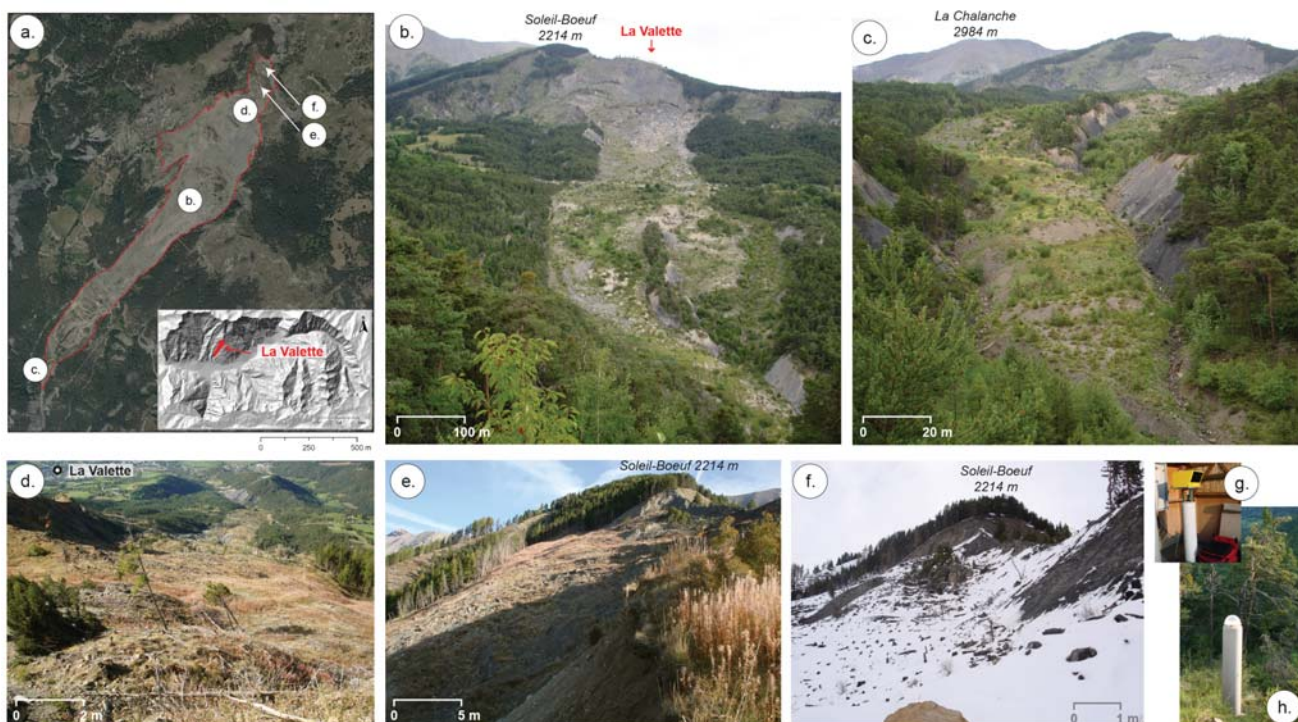 a.
f.
d.
e.
b.
c.
La Valette
0 250 500 m
b.
Soleil-Boeuf
2214 m
La Valette
0 100 m
c.
La Chalanche
2984 m
0 20 m
d.
La Valette
0 2 m
e.
Soleil-Boeuf 2214 m
0 5 m
f.
Soleil-Boeuf
2214 m
0 1 m
g.
h.